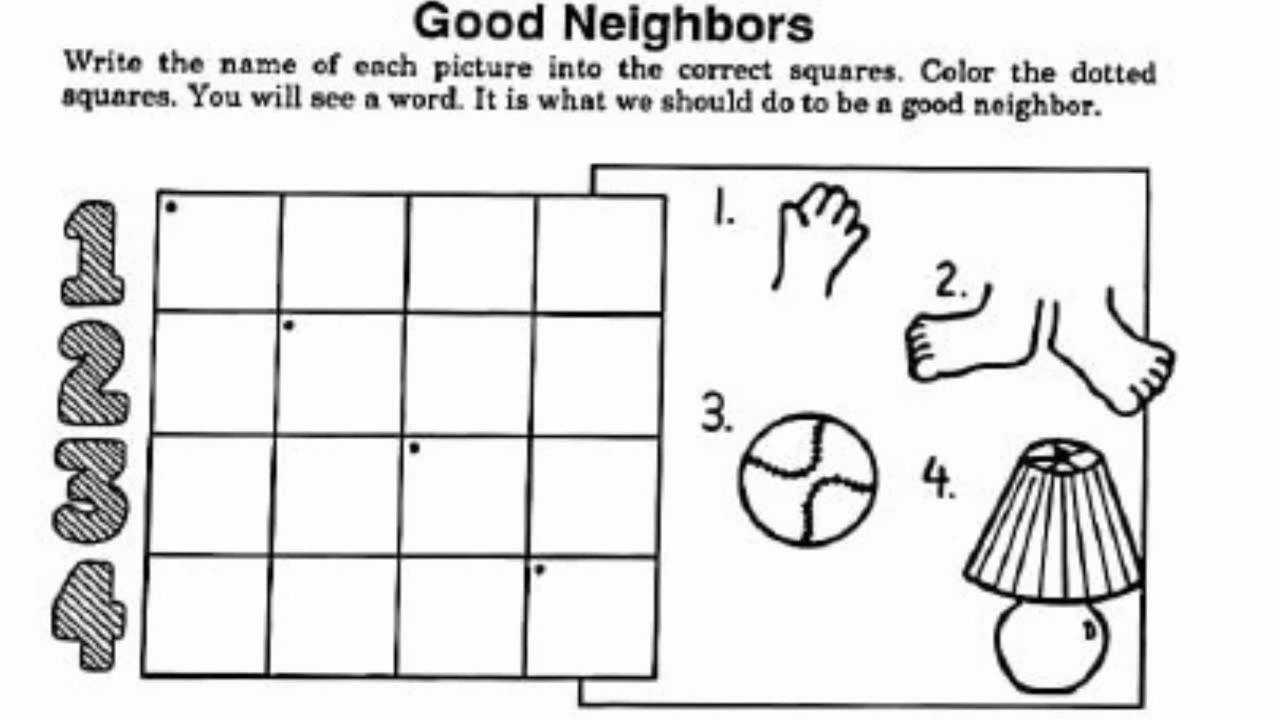 Good Neighbors
Write the name of each picture into the correct squares. Color the dotted
squares. You will see a word. It is what we should do to be a good neighbor.
1
1.
2.
2
3.
3
4.
4